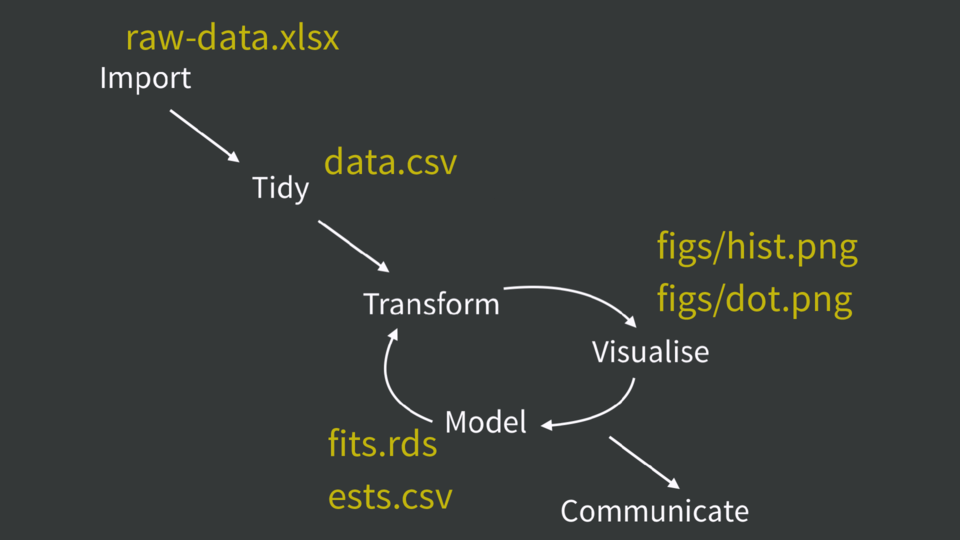 raw-data.xlsx
Import
data.csv
Tidy
figs/hist.png
figs/dot.png
Transform
Visualise
Model
fits.rds
ests.csv
Communicate